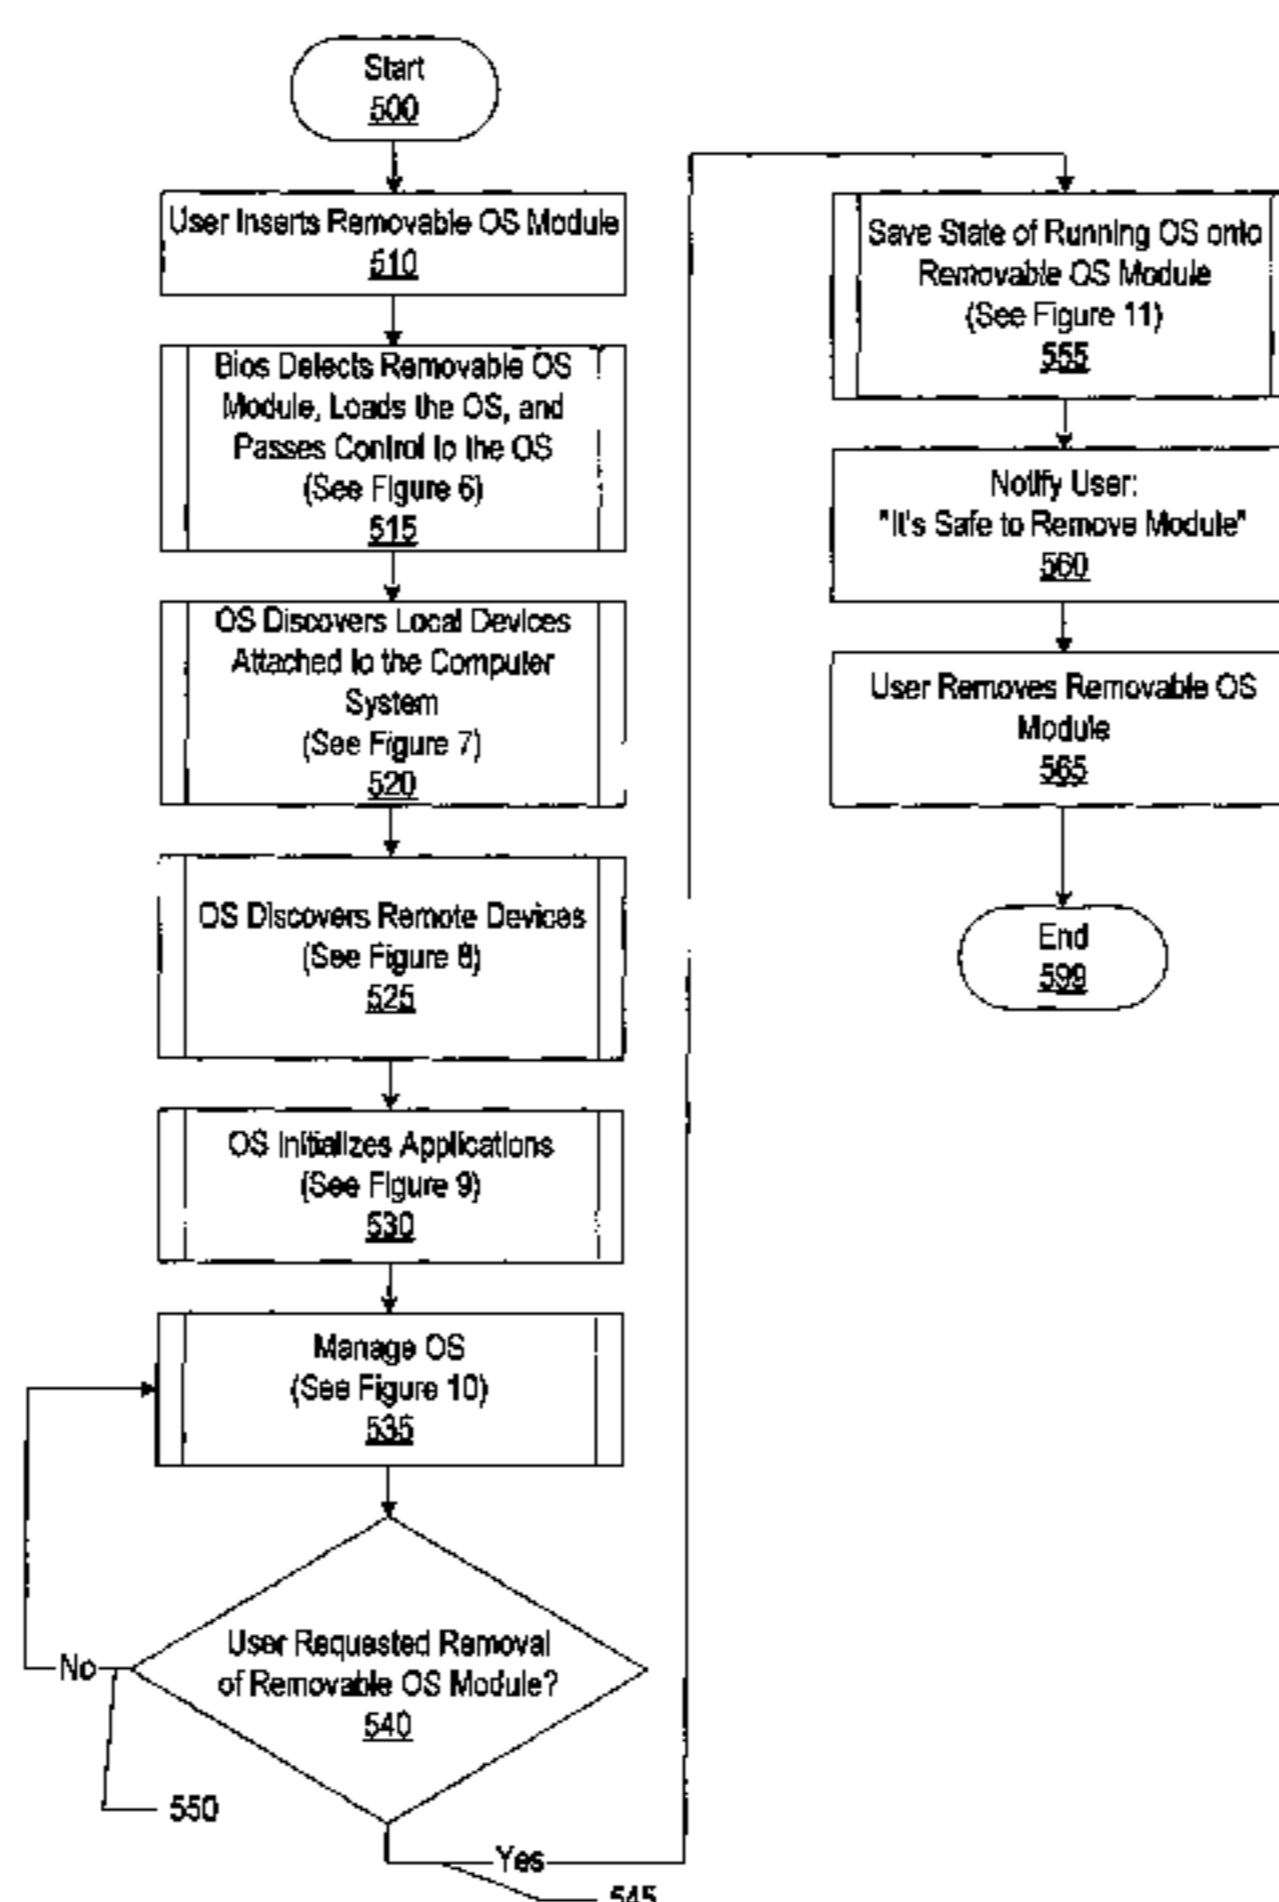 Start
500
User Inserts Removable OS Module
510
Bios Detects Removable OS
Module, Loads the OS, and
Passes Control to the OS
(See Figure 6)
515
OS Discovers Local Devices
Attached to the Computer
System
(See Figure 7)
520
OS Discovers Remote Devices
(See Figure 8)
525
OS Initializes Applications
(See Figure 9)
530
Manage OS
(See Figure 10)
535
User Requested Removal
of Removable OS Module?
540
No
550
Yes
545
Save State of Running OS onto
Removable OS Module
(See Figure 11)
555
Notify User:
"It's Safe to Remove Module"
560
User Removes Removable OS
Module
565
End
599